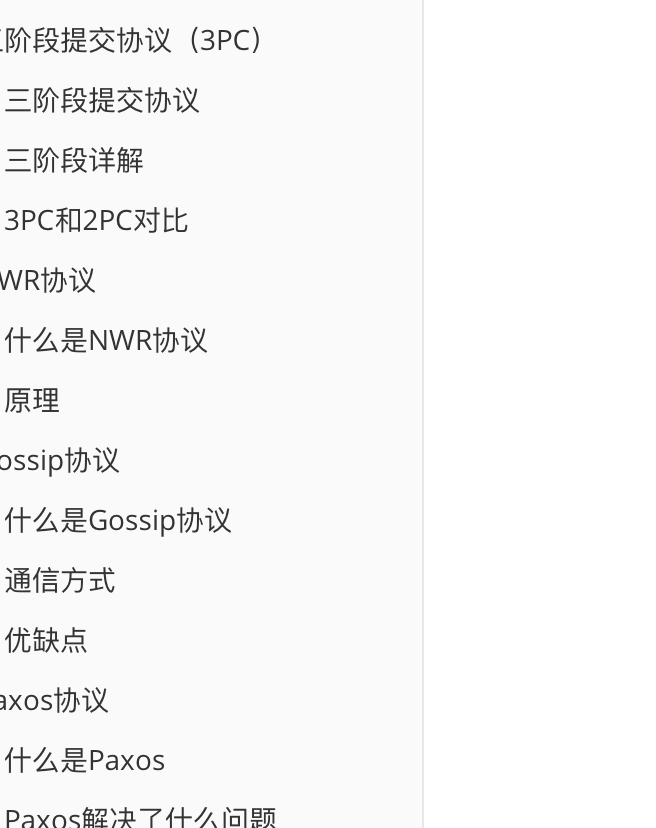 阶段提交协议（3PC）
三阶段提交协议
三阶段详解
3PC和2PC对比
WR协议
什么是NWR协议
原理
ossip协议
什么是Gossip协议
通信方式
优缺点
axos协议
什么是Paxos
Paxos解决了什么问题